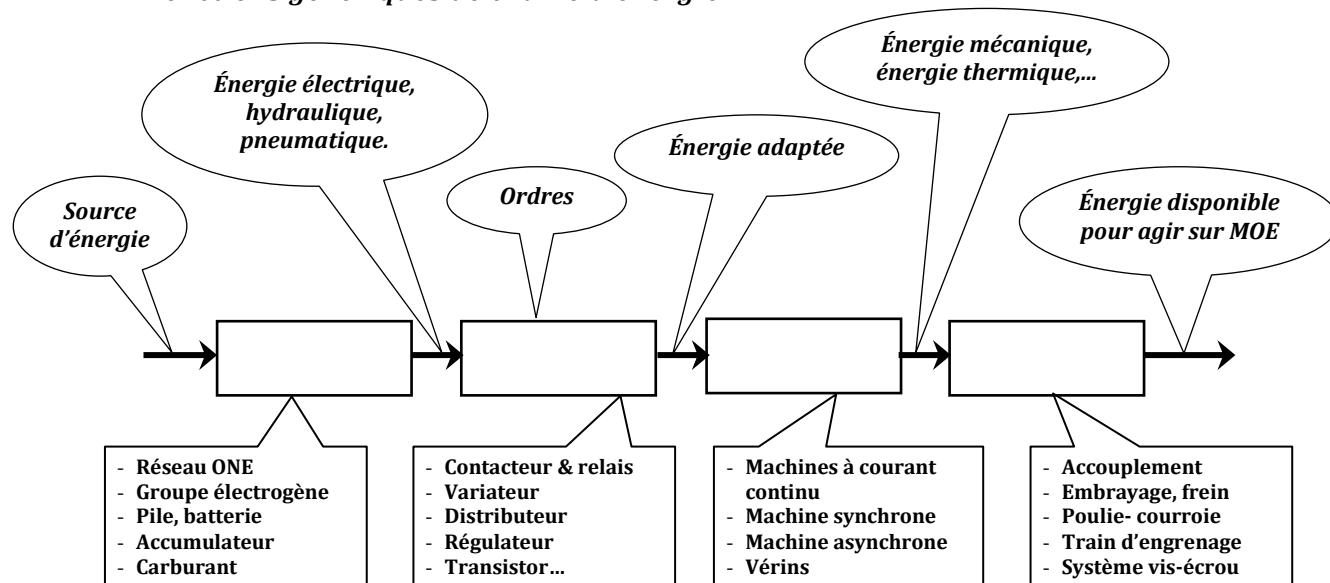 Énergie électrique,
hydraulique,
pneumatique.
Énergie mécanique,
énergie thermique,...
Énergie adaptée
Ordres
Source
d'énergie
Énergie disponible
pour agir sur MOE
- Réseau ONE
- Groupe électrogène
- Pile, batterie
- Accumulateur
- Carburant
- Contacteur & relais
- Variateur
- Distributeur
- Régulateur
- Transistor…
- Machines à courant
continu
- Machine synchrone
- Machine asynchrone
- Vérins
- Accouplement
- Embrayage, frein
- Poulie- courroie
- Train d'engrenage
- Système vis-écrou